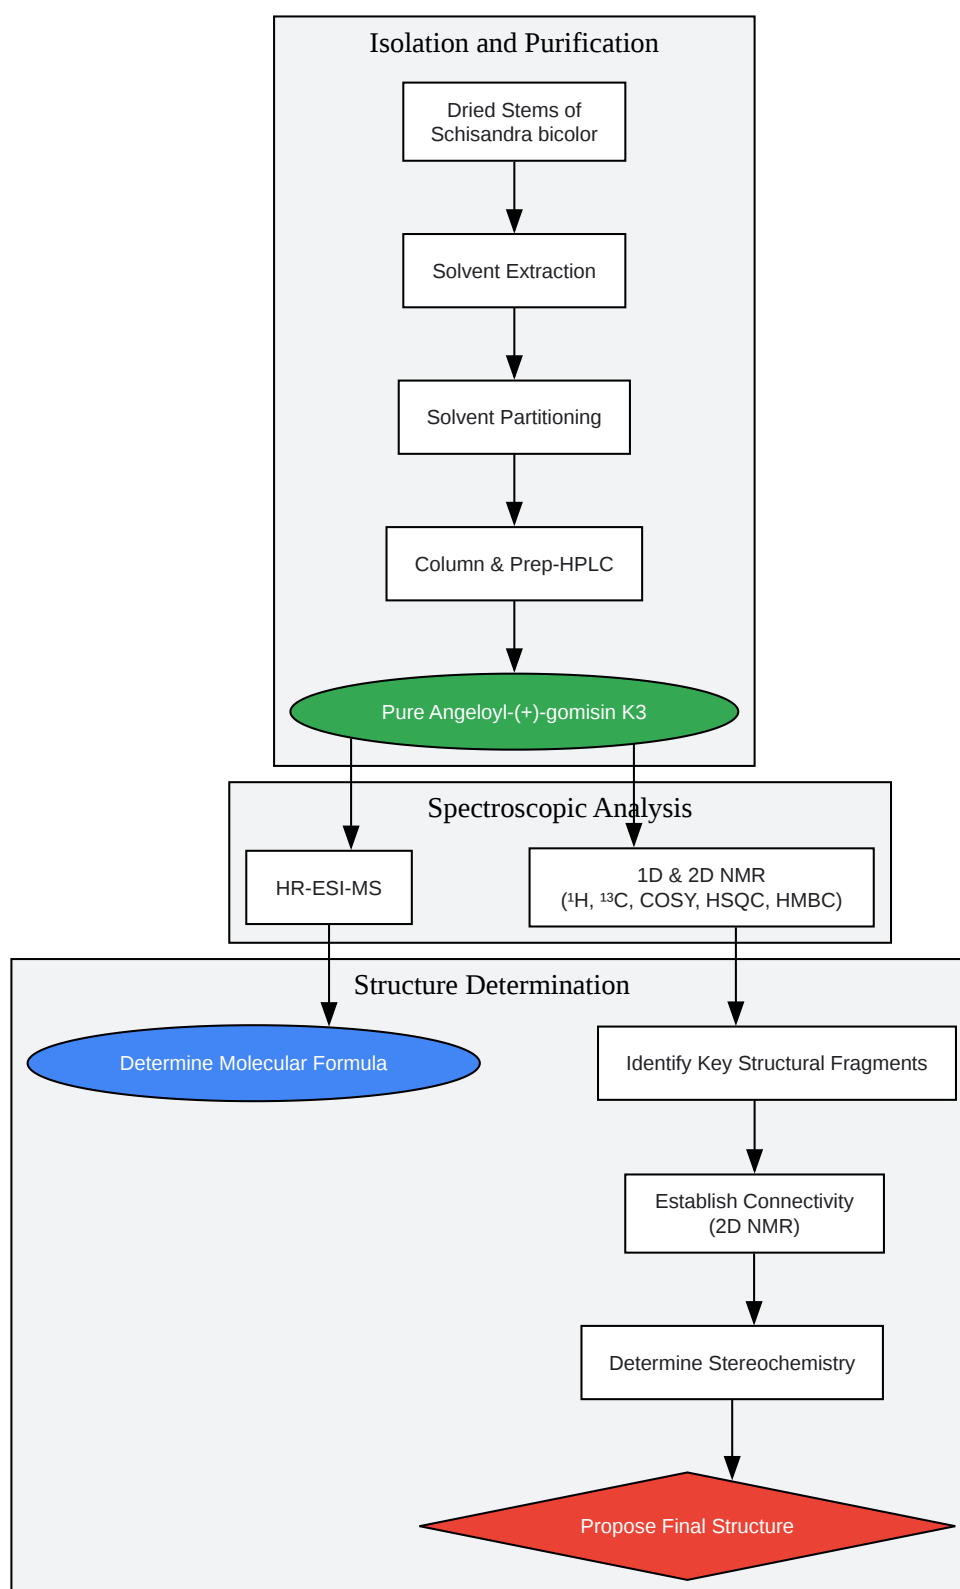 Isolation and Purification
Dried Stems of
Schisandra bicolor
Solvent Extraction
Solvent Partitioning
Column & Prep-HPLC
Pure Angeloyl-(+)-gomisin K3
Spectroscopic Analysis
HR-ESI-MS
1D & 2D NMR
(¹H, ¹³C, COSY, HSQC, HMBC)
Structure Determination
Determine Molecular Formula
Identify Key Structural Fragments
Establish Connectivity
(2D NMR)
Determine Stereochemistry
Propose Final Structure